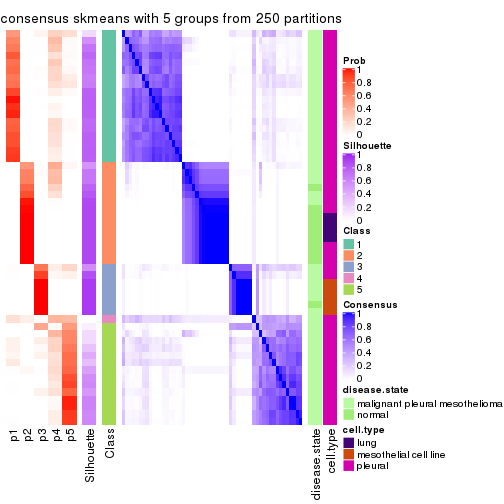 consensus skmeans with 5 groups from 250 partitions
Prob
1
0.8
0.6
0.4
0.2
0
Silhouette
1
0.8
0.6
0.4
0.2
0
Class
1
2
3
4
5
Consensus
1
0.8
0.6
0.4
0.2
0
disease.state
malignant pleural mesothelioma
normal
cell.type
lung
mesothelial cell line
pleural
p1
p2
p3
p4
p5
Silhouette
Class
disease.state
cell.type